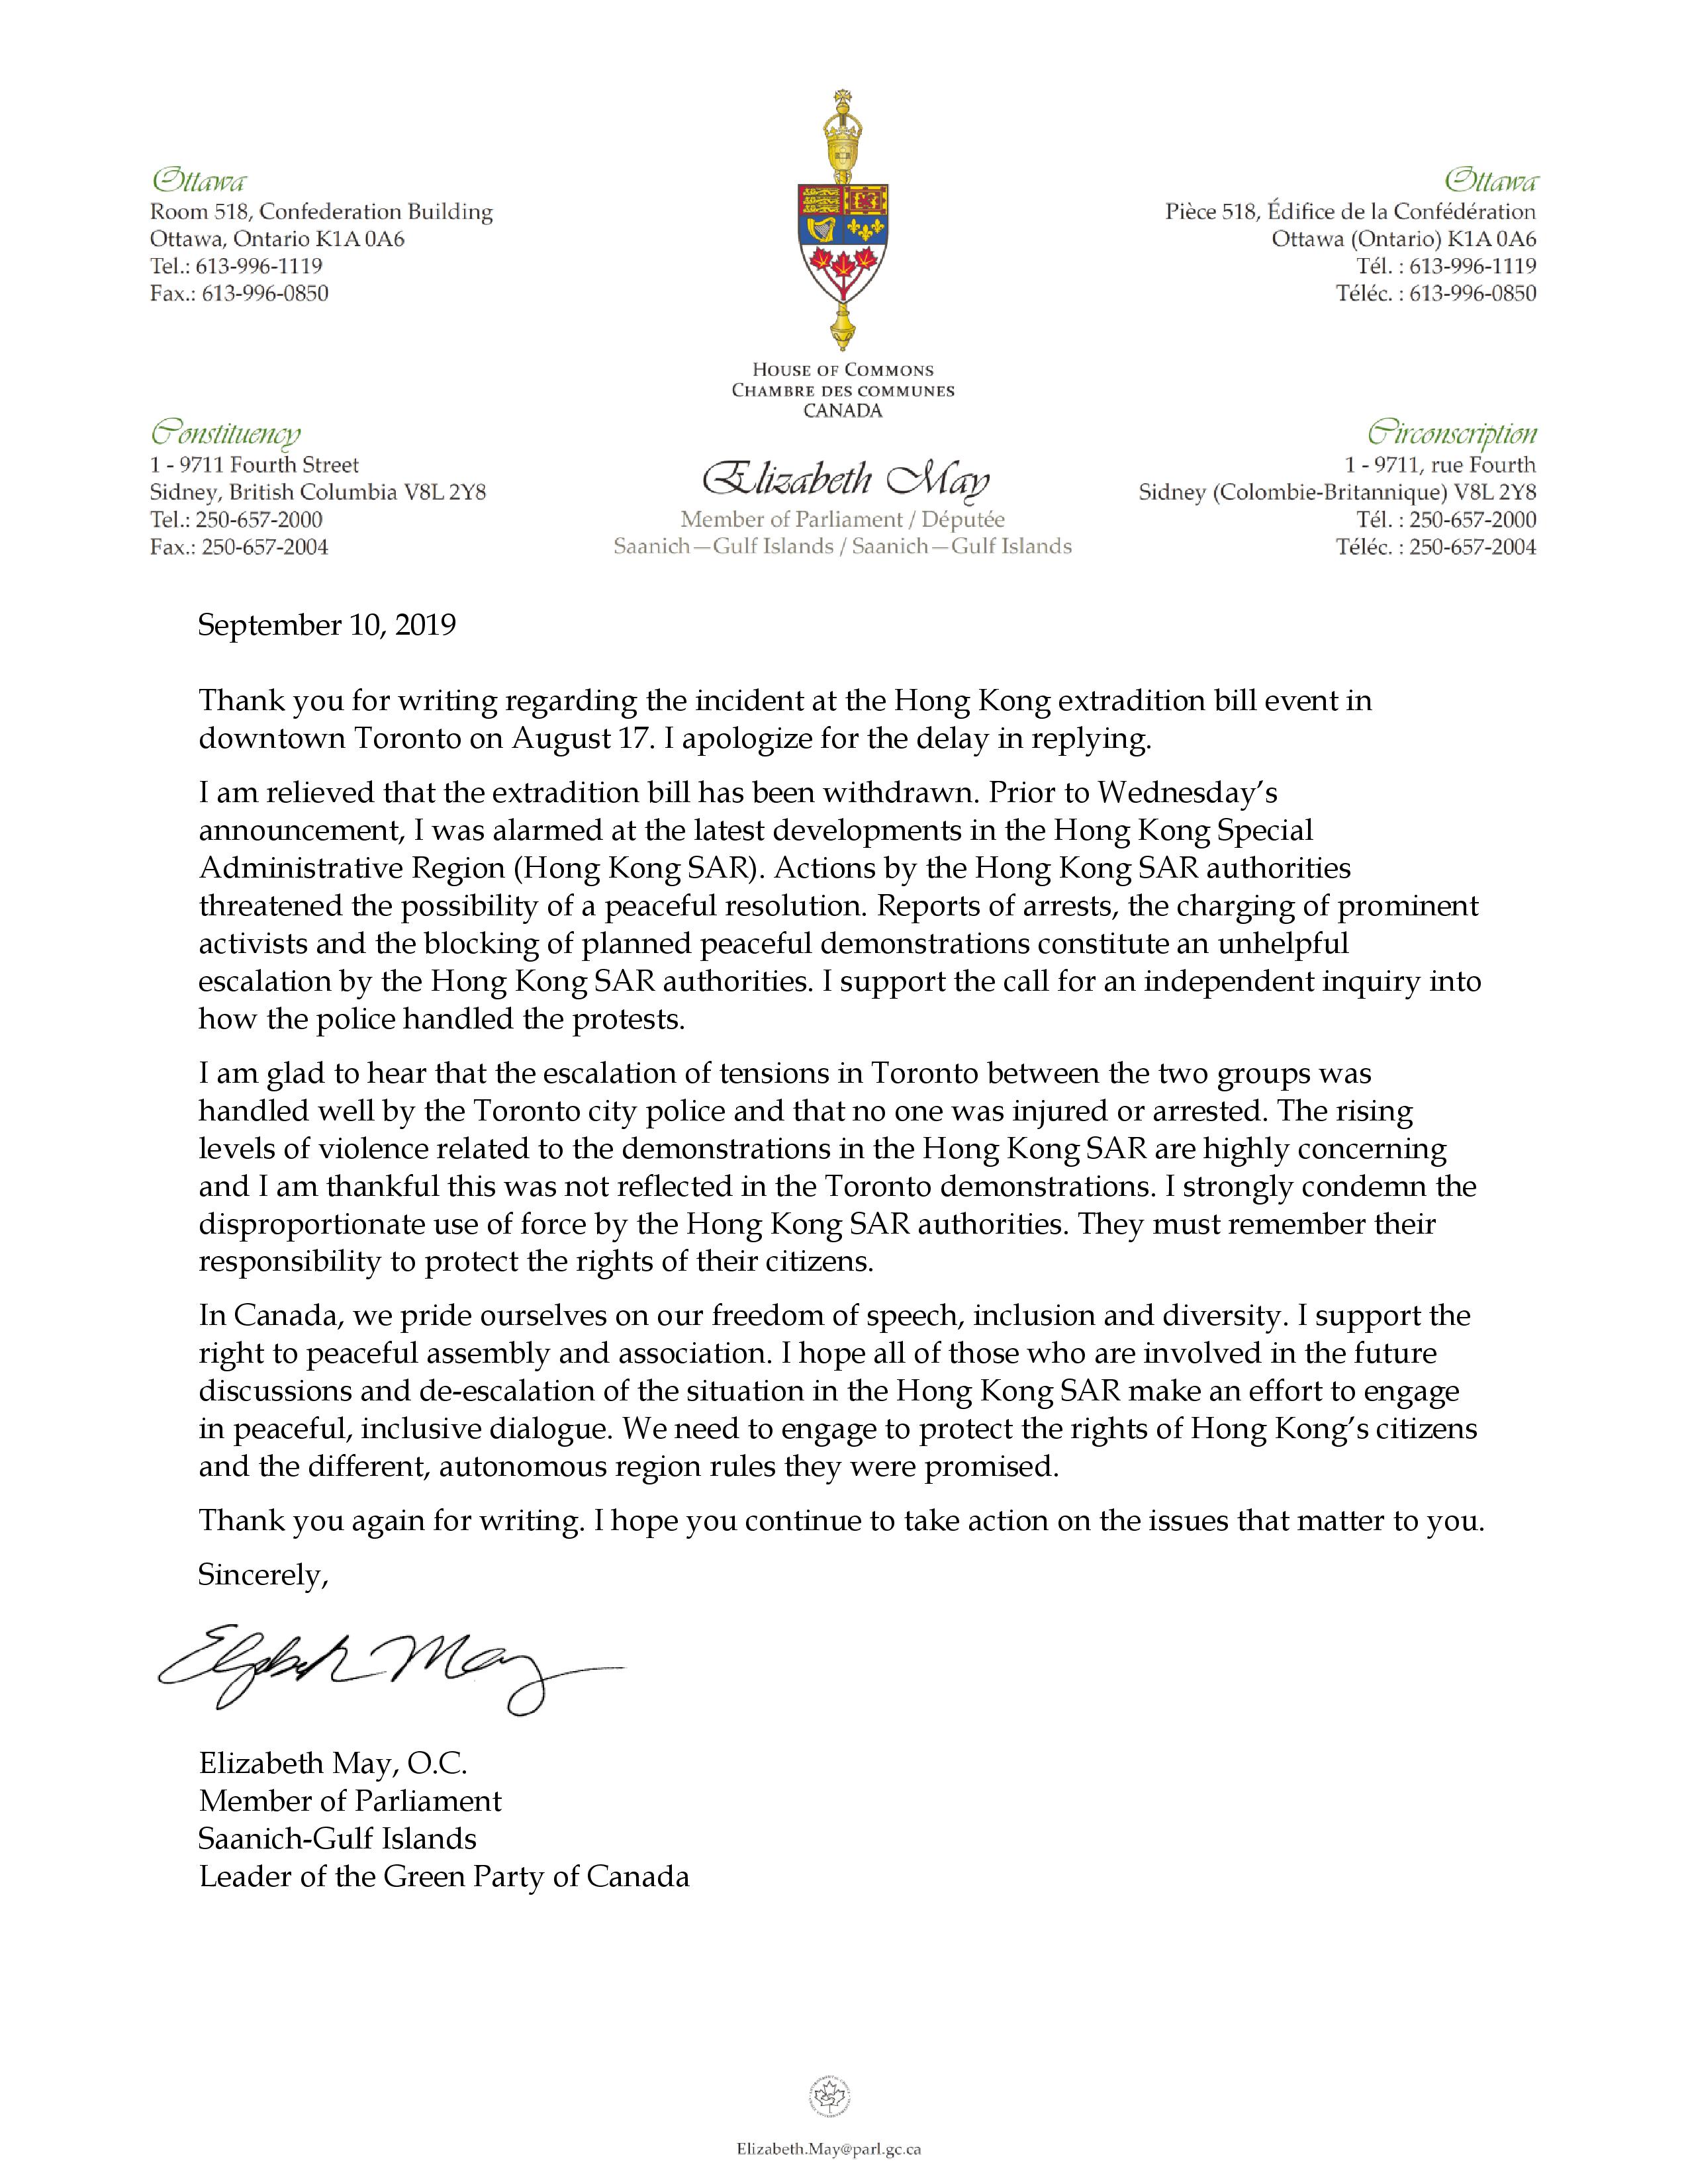 Ottawa
Room 518, Confederation Building
Ottawa, Ontario K1A 0A6
Tel.: 613-996-1119
Fax.: 613-996-0850
Ottawa
Pièce 518, Édifice de la Confédération
Ottawa (Ontario) K1A 0A6
Tél. : 613-996-1119
Téléc. : 613-996-0850
HOUSE OF COMMONS
CHAMBRE DES COMMUNES
CANADA
Constituency
1 - 9711 Fourth Street
Sidney, British Columbia V8L 2Y8
Tel.: 250-657-2000
Fax.: 250-657-2004
Elizabeth May
Member of Parliament / Députée
Saanich—Gulf Islands / Saanich—Gulf Islands
Circonscription
1 - 9711, rue Fourth
Sidney (Colombie-Britannique) V8L 2Y8
Tél. : 250-657-2000
Téléc. : 250-657-2004
September 10, 2019
Thank you for writing regarding the incident at the Hong Kong extradition bill event in
downtown Toronto on August 17. I apologize for the delay in replying.
I am relieved that the extradition bill has been withdrawn. Prior to Wednesday’s
announcement, I was alarmed at the latest developments in the Hong Kong Special
Administrative Region (Hong Kong SAR). Actions by the Hong Kong SAR authorities
threatened the possibility of a peaceful resolution. Reports of arrests, the charging of prominent
activists and the blocking of planned peaceful demonstrations constitute an unhelpful
escalation by the Hong Kong SAR authorities. I support the call for an independent inquiry into
how the police handled the protests.
I am glad to hear that the escalation of tensions in Toronto between the two groups was
handled well by the Toronto city police and that no one was injured or arrested. The rising
levels of violence related to the demonstrations in the Hong Kong SAR are highly concerning
and I am thankful this was not reflected in the Toronto demonstrations. I strongly condemn the
disproportionate use of force by the Hong Kong SAR authorities. They must remember their
responsibility to protect the rights of their citizens.
In Canada, we pride ourselves on our freedom of speech, inclusion and diversity. I support the
right to peaceful assembly and association. I hope all of those who are involved in the future
discussions and de-escalation of the situation in the Hong Kong SAR make an effort to engage
in peaceful, inclusive dialogue. We need to engage to protect the rights of Hong Kong’s citizens
and the different, autonomous region rules they were promised.
Thank you again for writing. I hope you continue to take action on the issues that matter to you.
Sincerely,
Elizabeth May
Elizabeth May, O.C.
Member of Parliament
Saanich-Gulf Islands
Leader of the Green Party of Canada
Elizabeth.May@parl.gc.ca